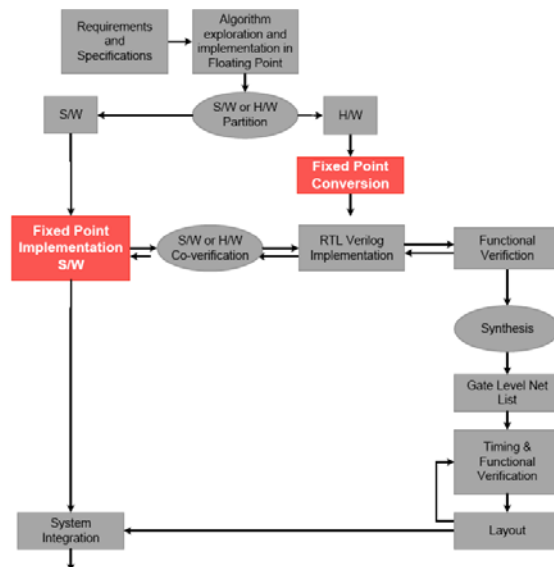 Requirements
and
Specifications
Algorithm
exploration and
implementation in
Floating Point
S/W
S/W or H/W
Partition
H/W
Fixed Point
Conversion
Fixed Point
Implementation
S/W
S/W or H/W
Co-verification
RTL Verilog
Implementation
Functional
Verifiction
Synthesis
Gate Level Net
List
Timing &
Functional
Verification
System
Integration
Layout